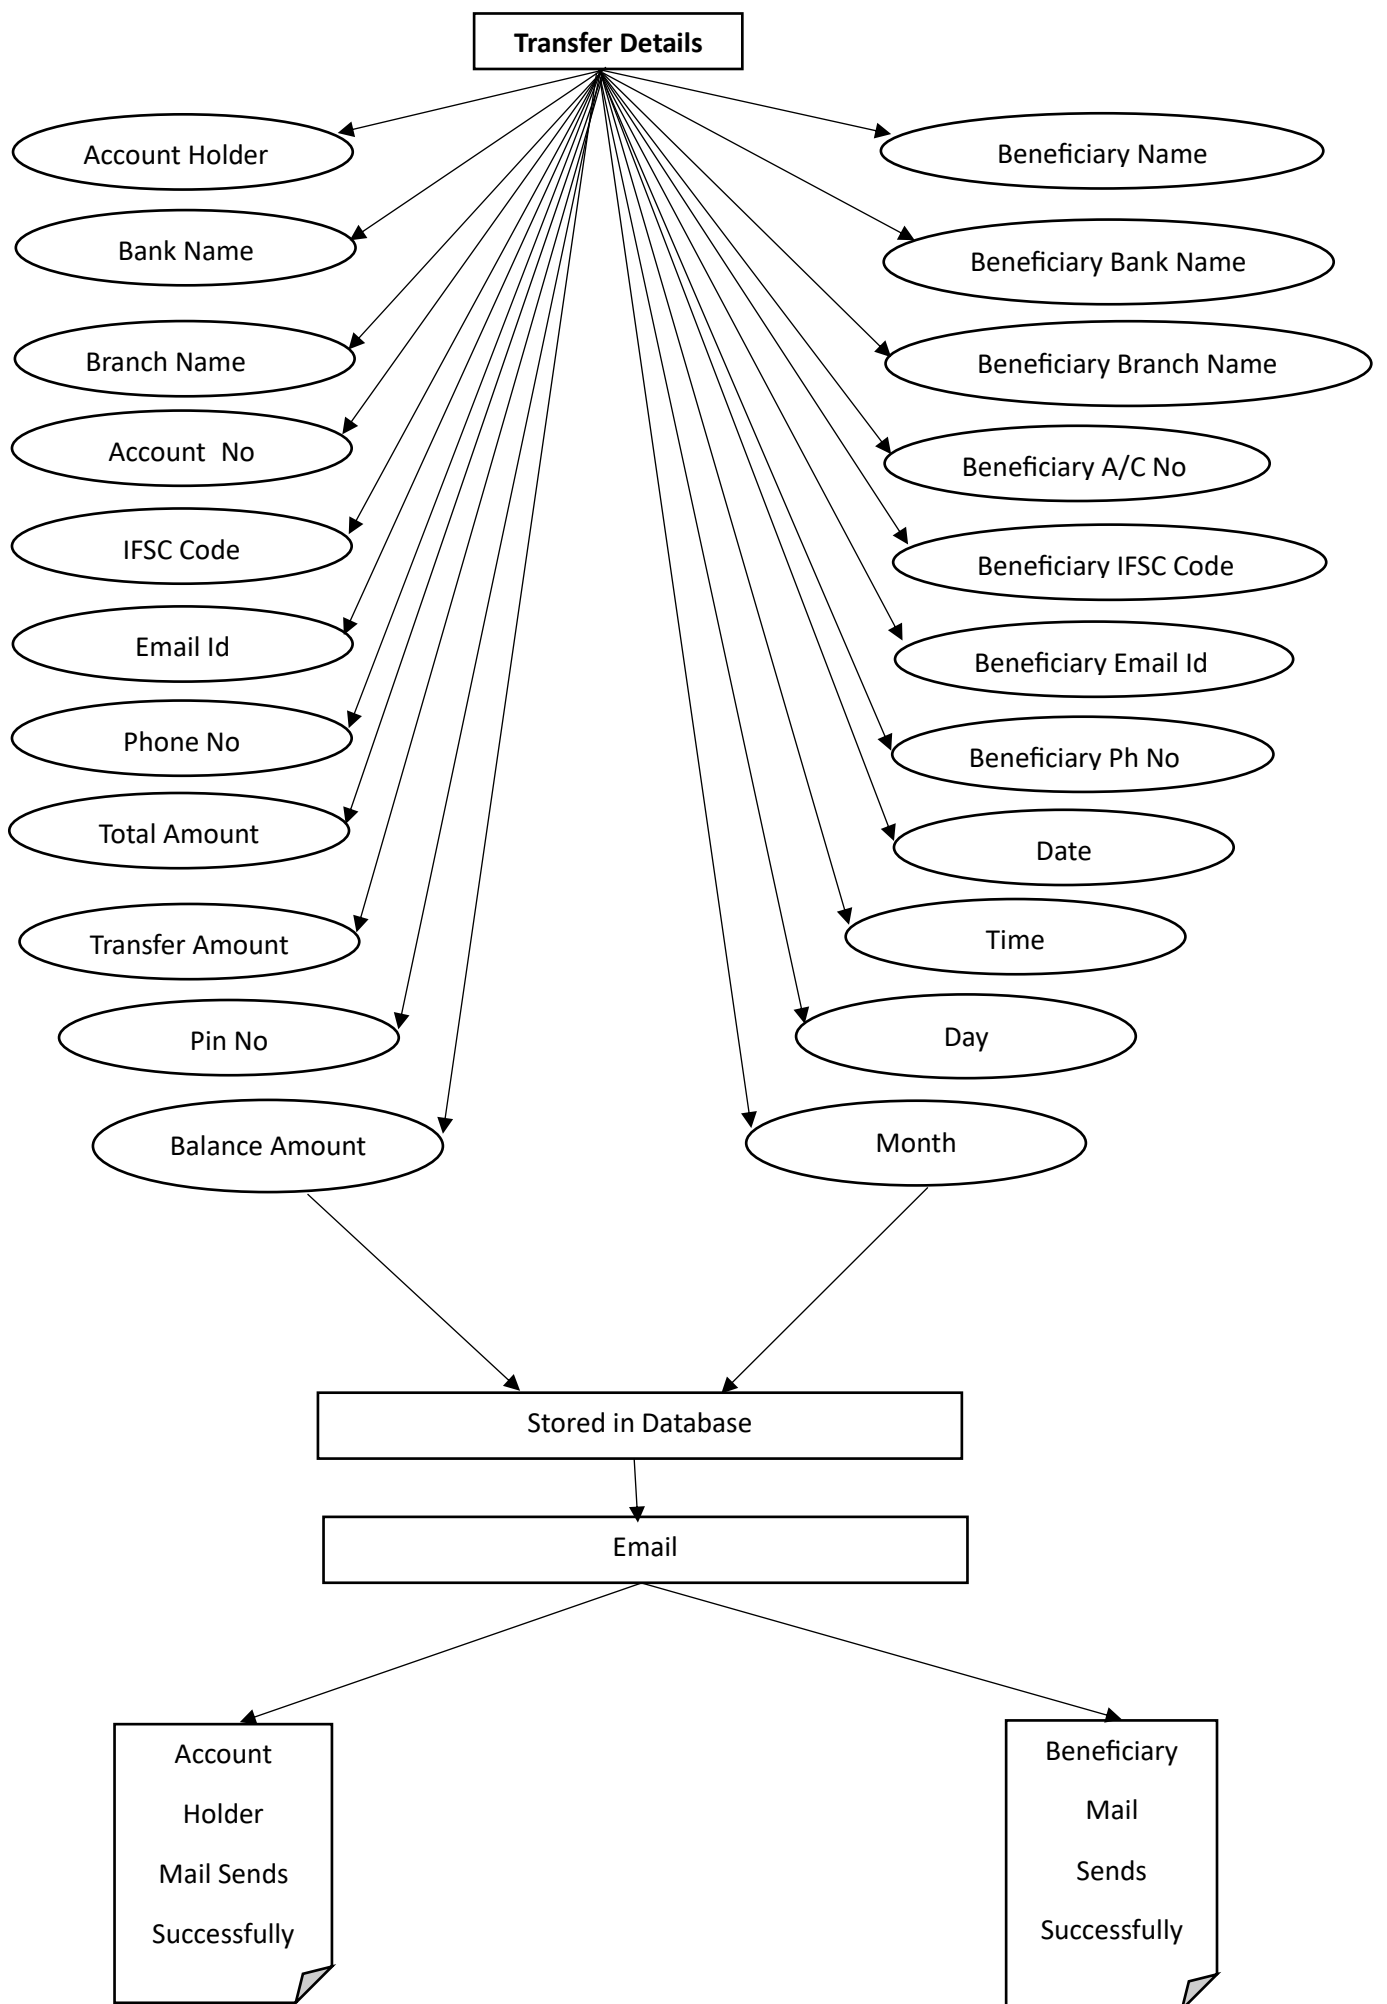 Transfer Details
Account Holder
Beneficiary Name
Bank Name
Beneficiary Bank Name
Branch Name
Beneficiary Branch Name
Account  No
Beneficiary A/C No
IFSC Code
Beneficiary IFSC Code
Email Id
Beneficiary Email Id
Phone No
Beneficiary Ph No
Total Amount
Date
Transfer Amount
Time
Pin No
Day
Balance Amount
Month
Stored in Database
Email
Account
Holder
Mail Sends
Successfully
Beneficiary
Mail
Sends
Successfully